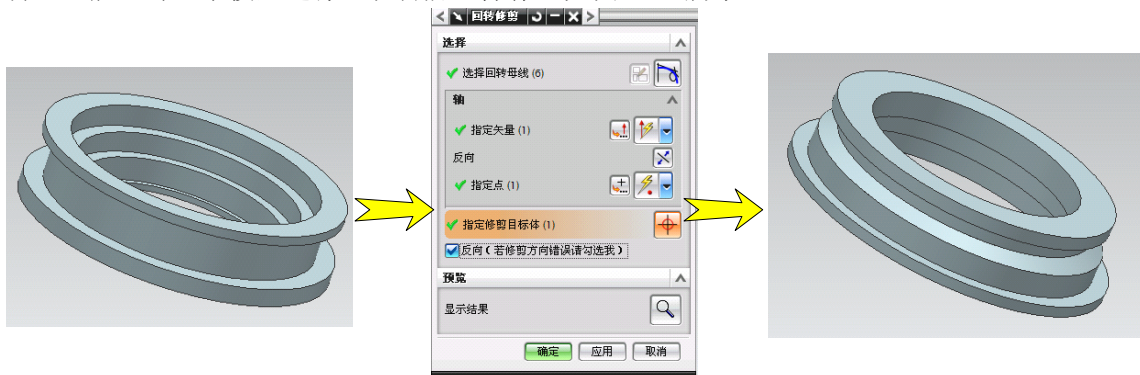 回转修剪
选择
选择回转母线 (6)
轴
指定矢量 (1)
反向
指定点 (1)
指定修剪目标体 (1)
反向(若修剪方向错误请勾选我)
预览
显示结果
确定 应用 取消